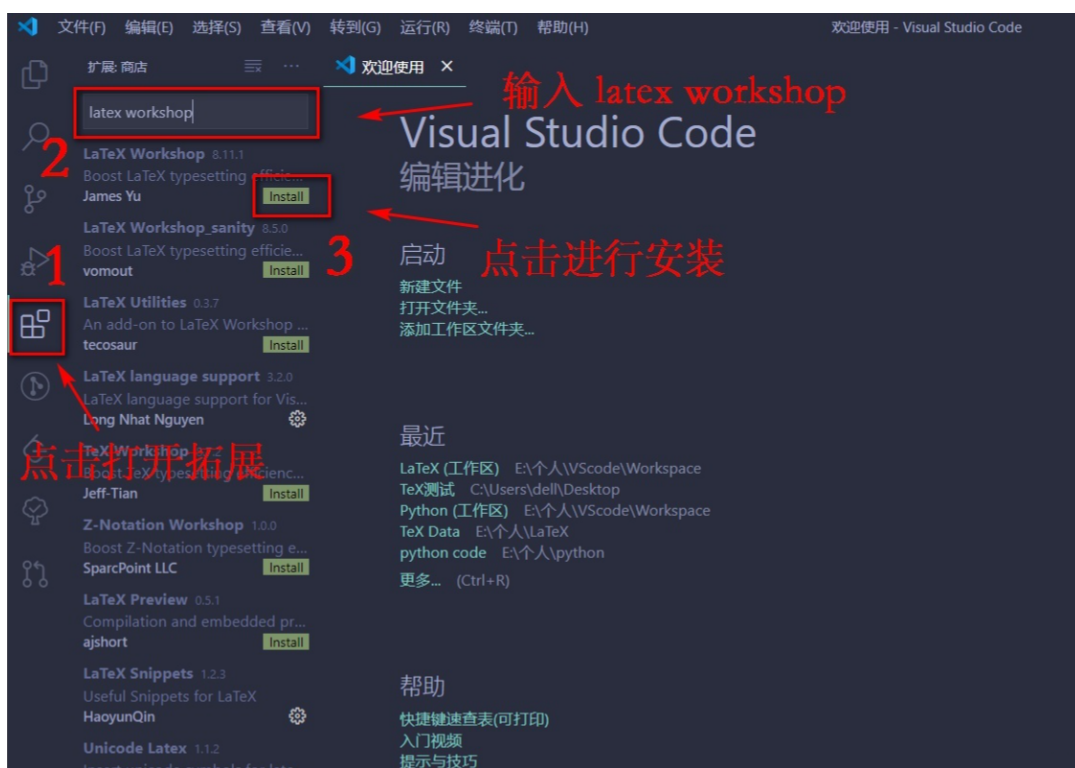 文件(F) 编辑(E) 选择(S) 查看(V) 转到(G) 运行(R) 终端(T) 帮助(H) 欢迎使用 - Visual Studio Code
扩展: 商店
欢迎使用
latex workshop
输入 latex workshop
2
LaTeX Workshop 8.11.1
Boost LaTeX typesetting efficie...
James Yu Install
LaTeX Workshop_sanity 8.5.0
Boost LaTeX typesetting efficie...
vomout Install
3
点击进行安装
1
LaTeX Utilities 0.3.7
An add-on to LaTeX Workshop ...
tecosaur Install
LaTeX language support 3.2.0
LaTeX language support for Vis...
Long Nhat Nguyen
点击打开拓展
TeX Workshop
Boost TeX typesetting efficienc...
Jeff-Tian Install
Z-Notation Workshop 1.0.0
Boost Z-Notation typesetting e...
SparcPoint LLC Install
LaTeX Preview 0.5.1
Compilation and embedded pr...
ajshort Install
LaTeX Snippets 1.2.3
Useful Snippets for LaTeX
HaoyunQin
Unicode Latex 1.1.2
Visual Studio Code
编辑进化
启动
新建文件
打开文件夹...
添加工作区文件夹...
最近
LaTeX (工作区) E:\个人\VScode\Workspace
TeX测试 C:\Users\dell\Desktop
Python (工作区) E:\个人\VScode\Workspace
TeX Data E:\个人\LaTeX
python code E:\个人\python
更多... (Ctrl+R)
帮助
快捷键速查表(可打印)
入门视频
提示与技巧